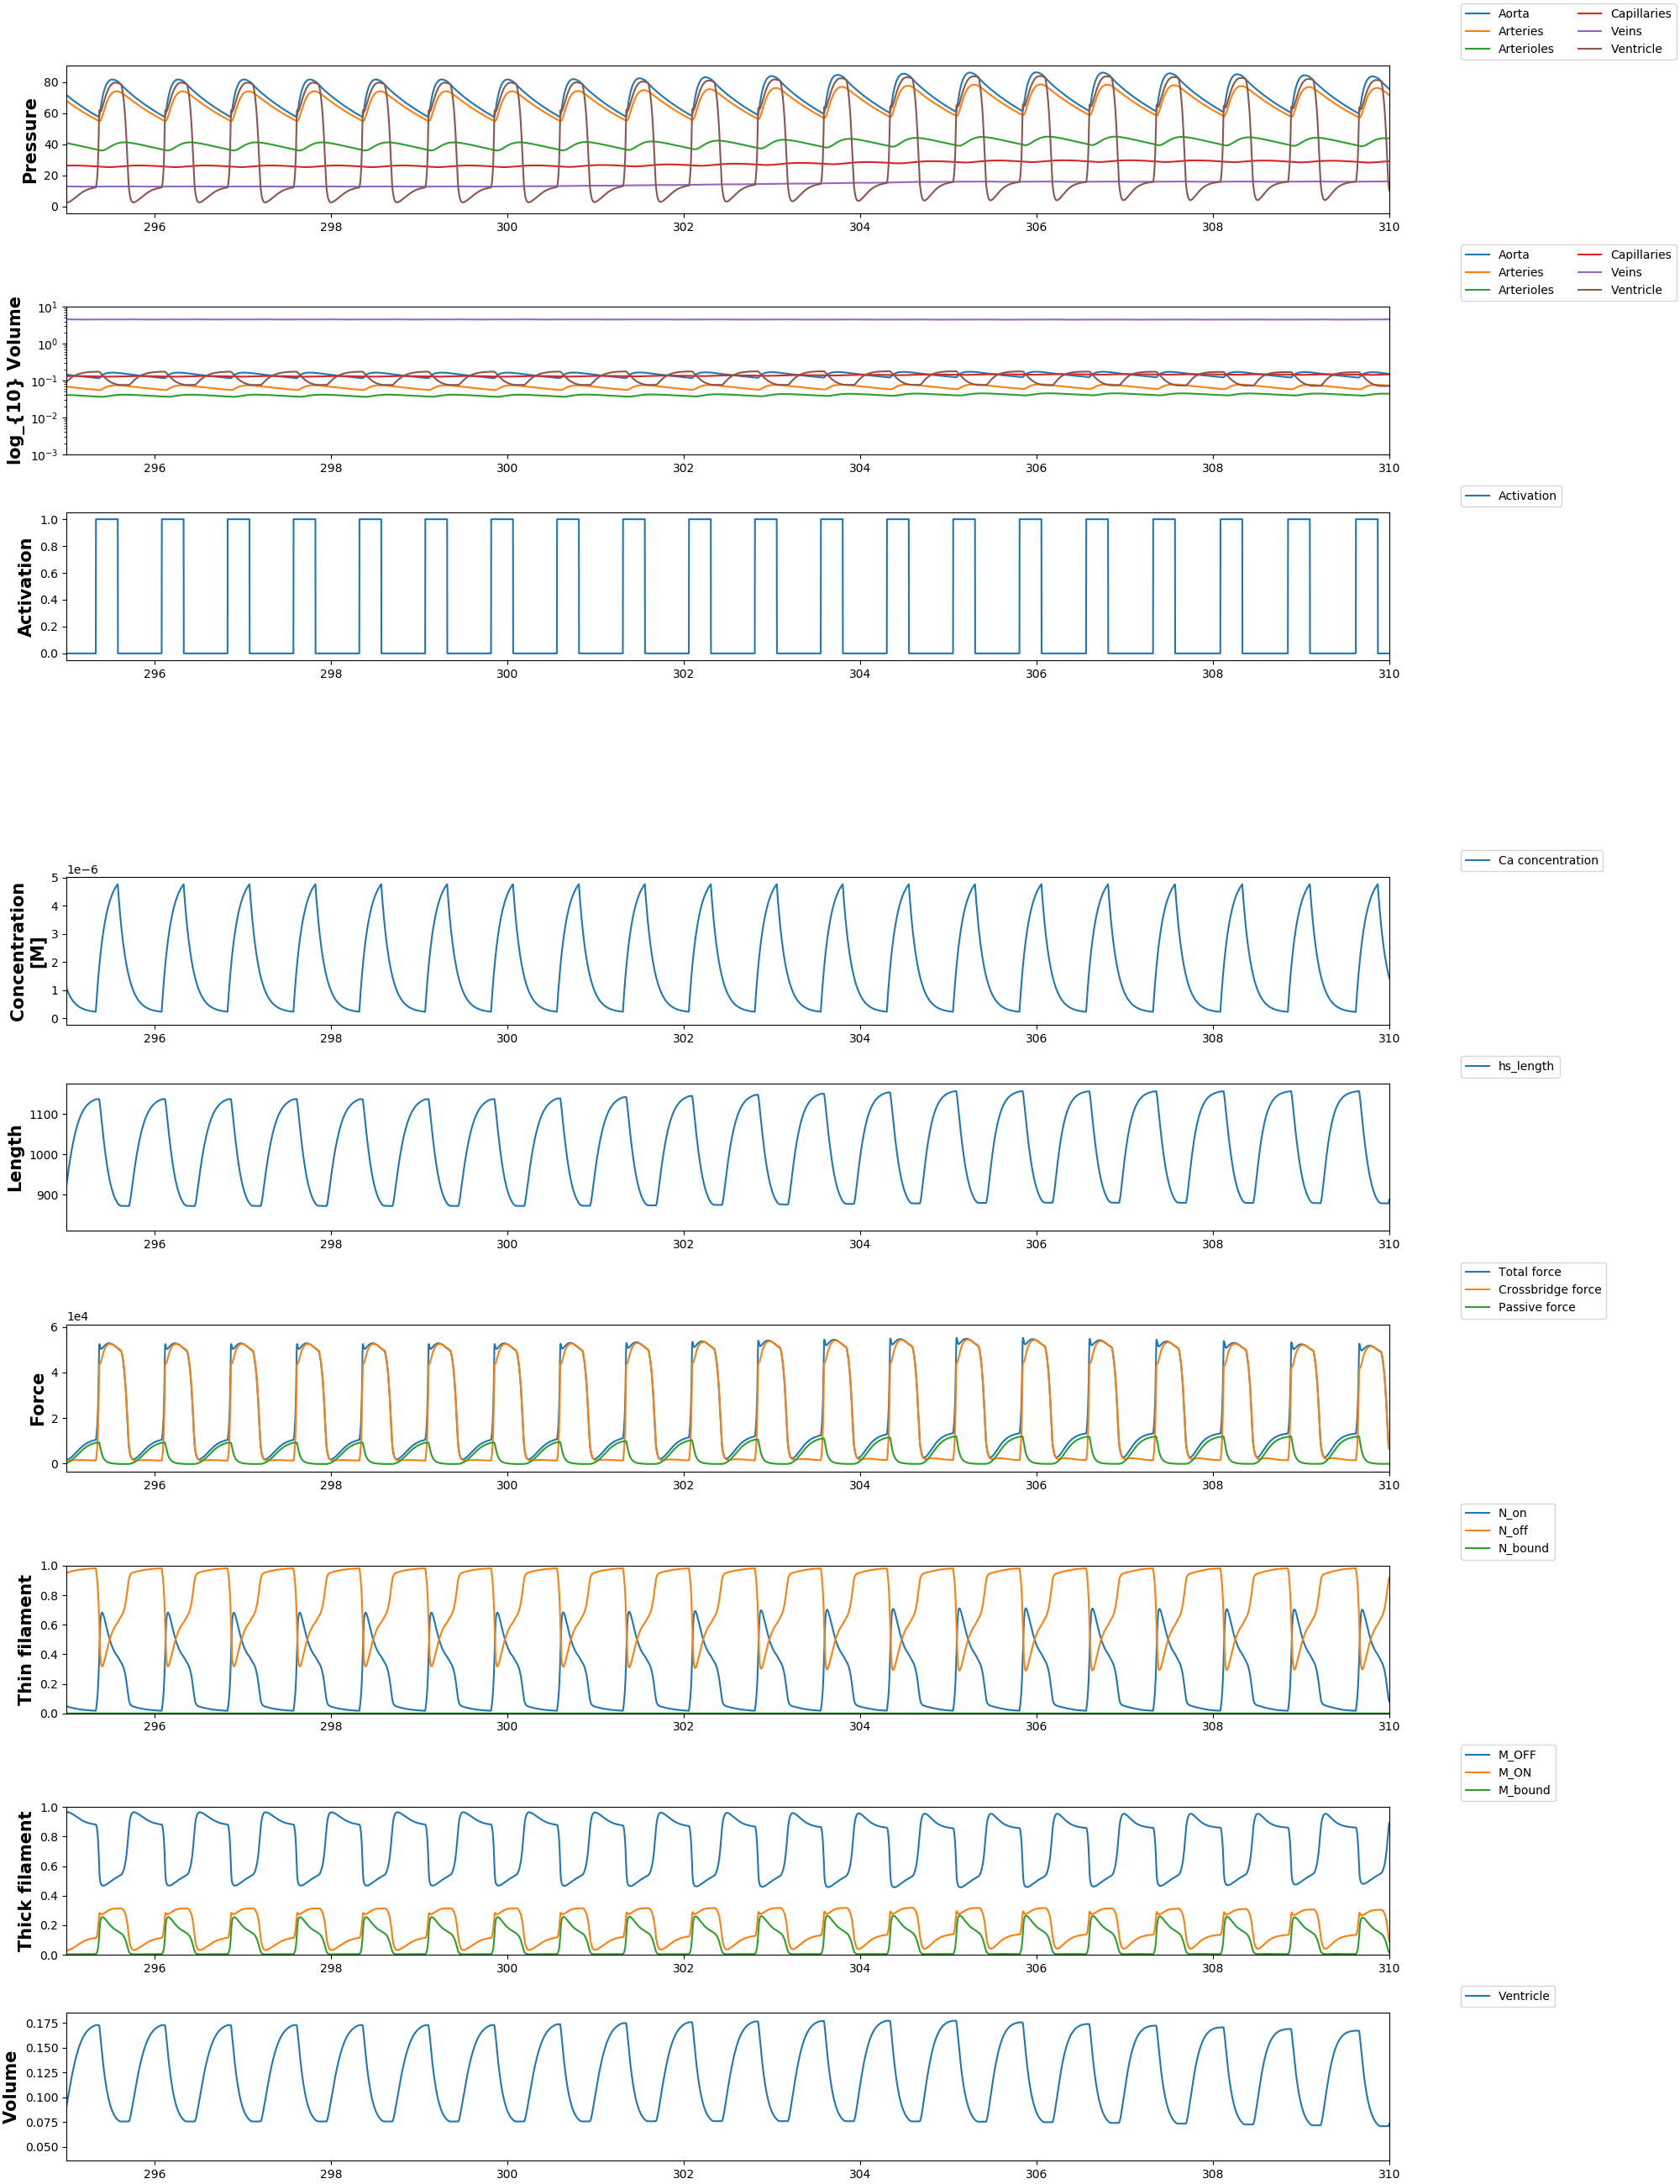 Aorta
Arteries
Arterioles
Capillaries
Veins
Ventricle
Pressure
80
60
40
20
0
296 298 300 302 304 306 308 310
Aorta
Arteries
Arterioles
Capillaries
Veins
Ventricle
log_{10} Volume
10^1
10^0
10^−1
10^−2
10^−3
296 298 300 302 304 306 308 310
Activation
Activation
1.0
0.8
0.6
0.4
0.2
0.0
296 298 300 302 304 306 308 310
Ca concentration
1e−6
Concentration
[M]
5
4
3
2
1
0
296 298 300 302 304 306 308 310
hs_length
Length
1100
1000
900
296 298 300 302 304 306 308 310
Total force
Crossbridge force
Passive force
1e4
Force
6
4
2
0
296 298 300 302 304 306 308 310
N_on
N_off
N_bound
Thin filament
1.0
0.8
0.6
0.4
0.2
0.0
296 298 300 302 304 306 308 310
M_OFF
M_ON
M_bound
Thick filament
1.0
0.8
0.6
0.4
0.2
0.0
296 298 300 302 304 306 308 310
Ventricle
Volume
0.175
0.150
0.125
0.100
0.075
0.050
296 298 300 302 304 306 308 310